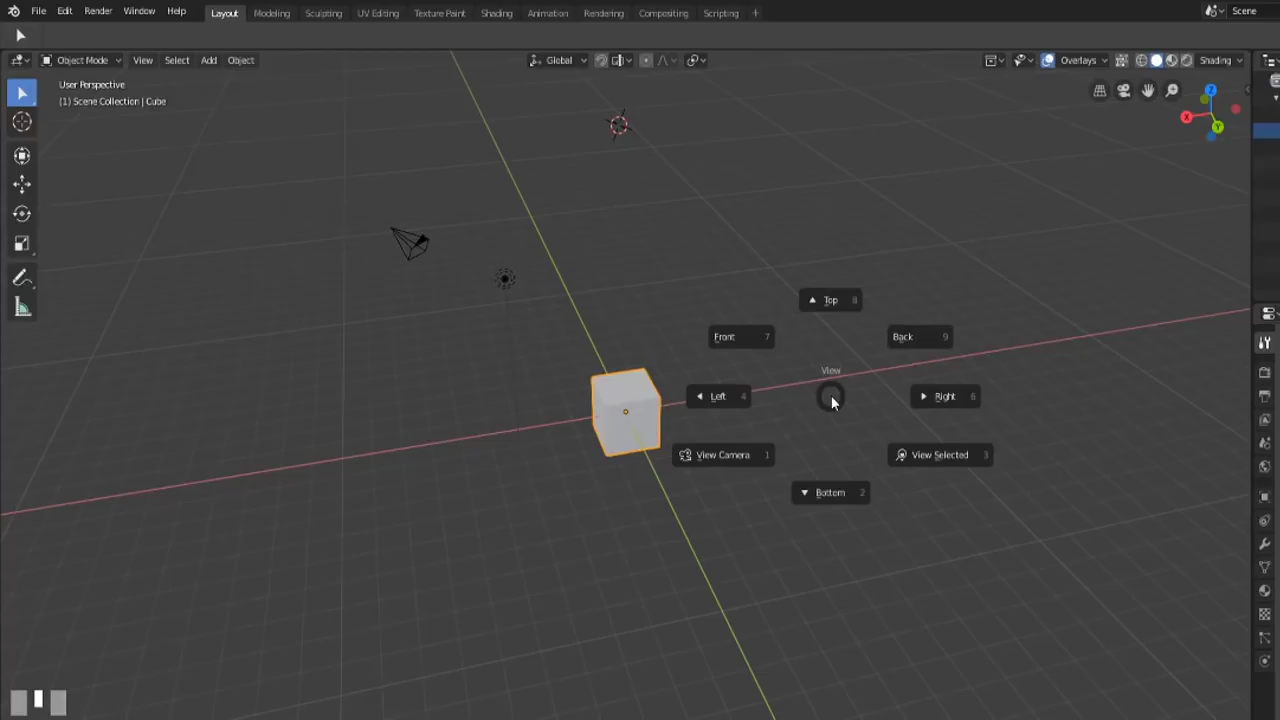 File Edit Render Window Help Layout Modeling Sculpting UV Editing Texture Paint Shading Animation Rendering Compositing Scripting + Scene
Object Mode View Select Add Object Global Overlays Shading
User Perspective
(1) Scene Collection | Cube
Z
X
Y
Top 8
Front 7
Back 9
View
Left 4
Right 6
View Camera 1
View Selected 3
Bottom 2